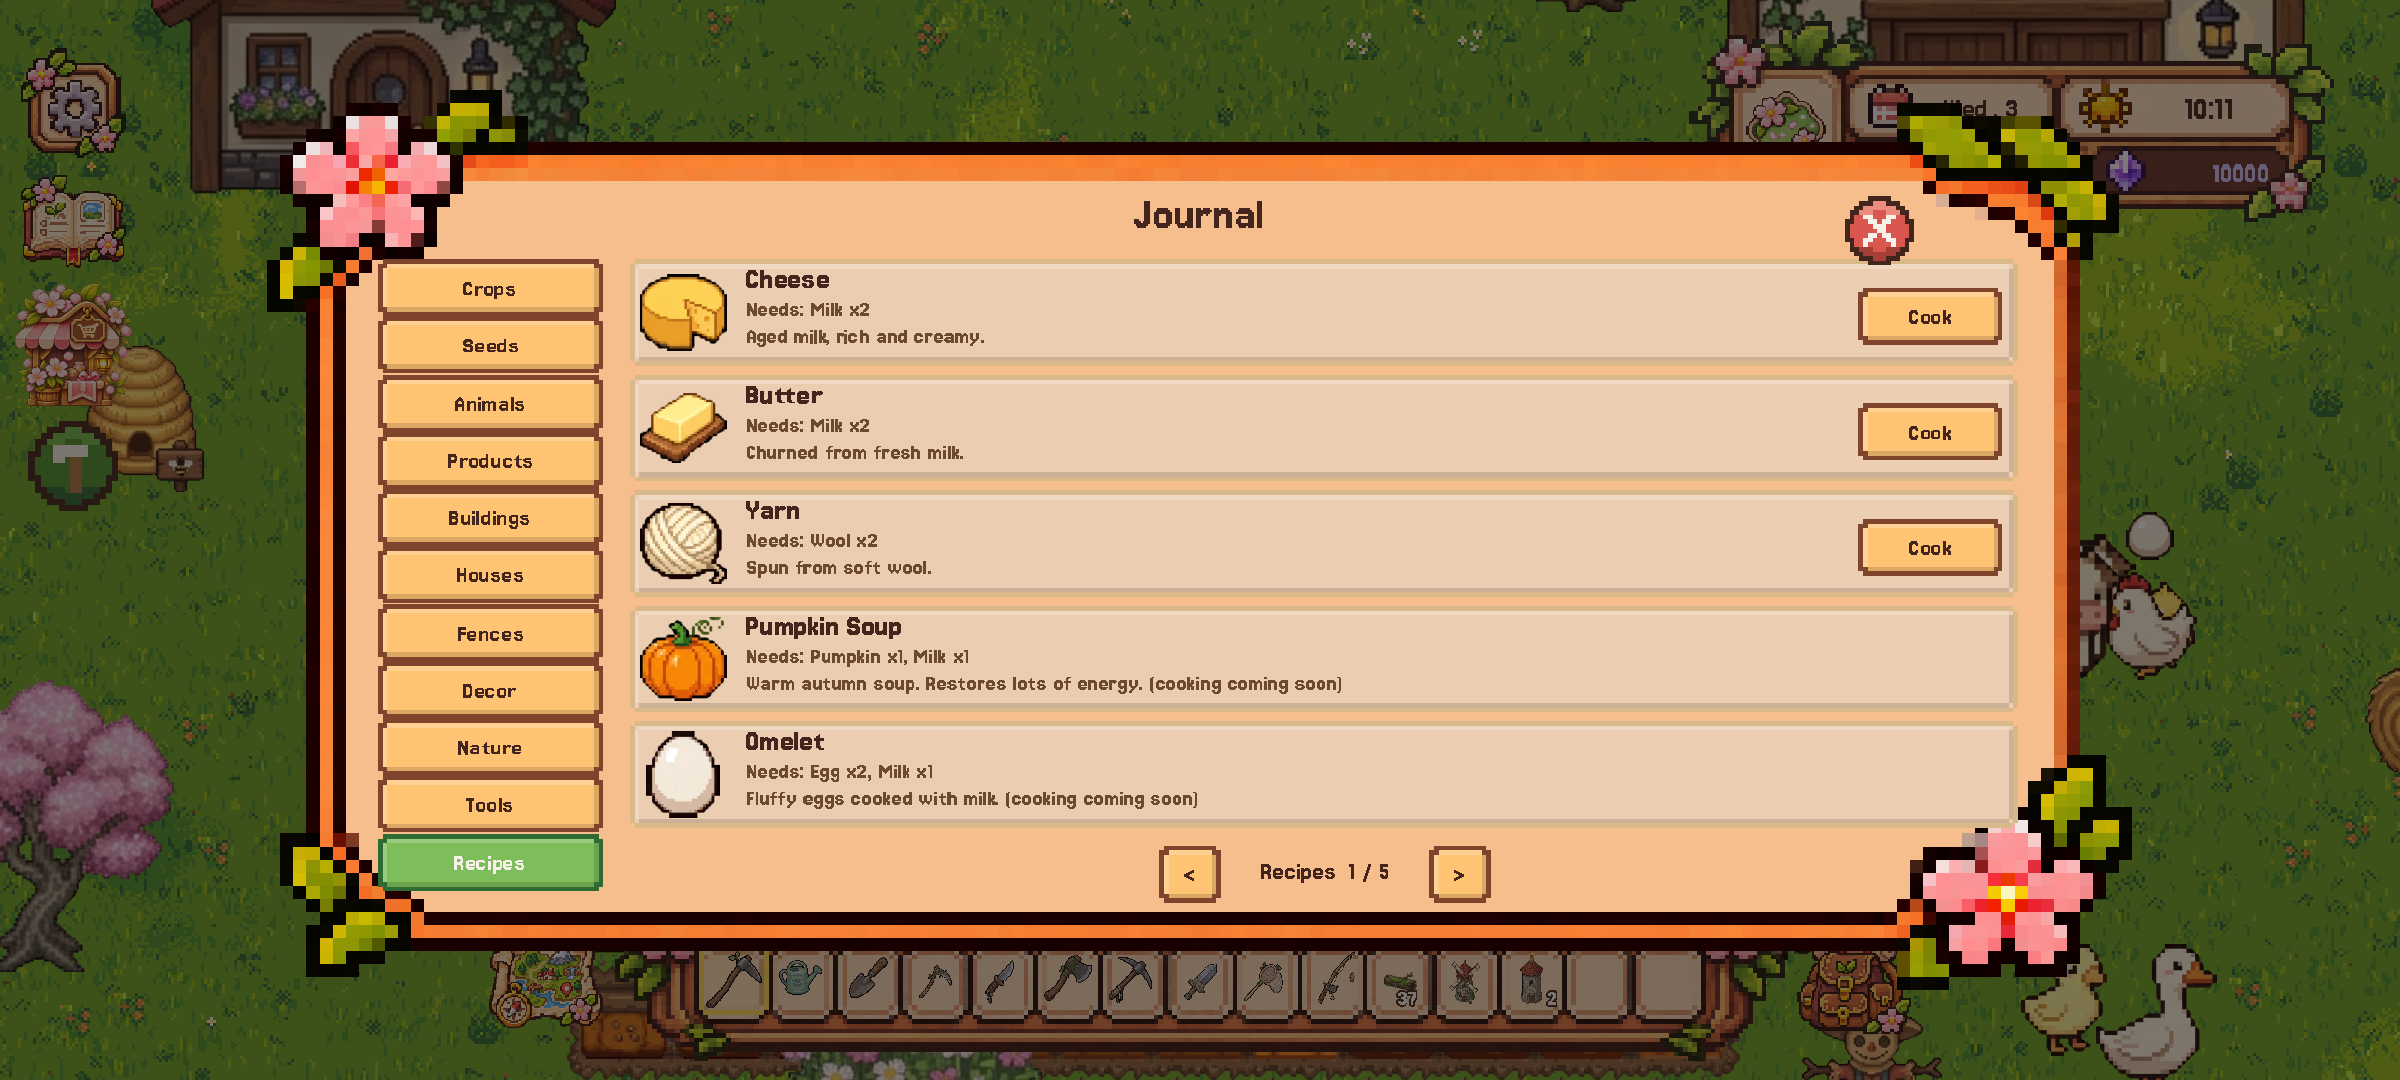 Wed. 3
10:11
10000
Journal
Crops
Seeds
Animals
Products
Buildings
Houses
Fences
Decor
Nature
Tools
Recipes
Cheese
Needs: Milk x2
Aged milk, rich and creamy.
Cook
Butter
Needs: Milk x2
Churned from fresh milk.
Cook
Yarn
Needs: Wool x2
Spun from soft wool.
Cook
Pumpkin Soup
Needs: Pumpkin x1, Milk x1
Warm autumn soup. Restores lots of energy. (cooking coming soon)
Omelet
Needs: Egg x2, Milk x1
Fluffy eggs cooked with milk. (cooking coming soon)
< Recipes 1 / 5 >
37
2